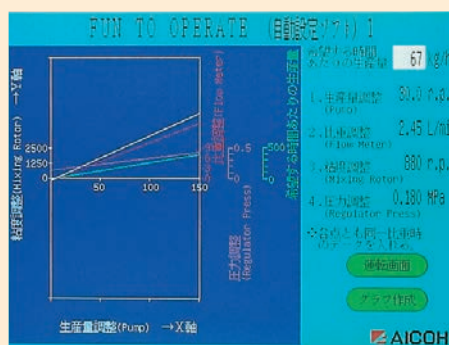 FUN TO OPERATE (自動設定ソフト) 1
希望する時間
あたりの生産量 67 kg/h
1.生産量調整 30.0 r.p.
(Pump)
2.比重調整 2.45 L/mi
(Flow Meter)
3.粘度調整 880 r.p.
(Mixing Rotor)
4.圧力調整 0.180 MPa
(Regulator Press)
※各点とも同一比重時
のデータを入れる
運転画面
グラフ作成
AICOH
粘度調整(Mixing Rotor) →Y軸
2500
1250
0
50
100
150
生産量調整(Pump) →X軸
比重調整
(Flow Meter)
0.5
0
圧力調整
(Regulator Press)
500
0
希望する時間あたりの生産量